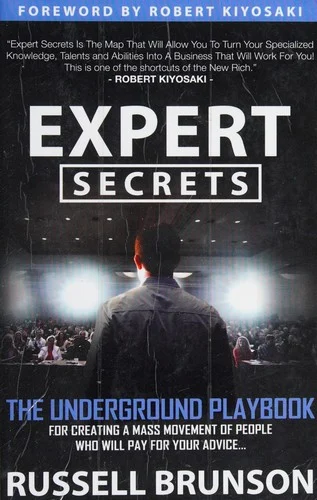 FOREWORD BY ROBERT KIYOSAKI
"Expert Secrets Is The Map That Will Allow You To Turn Your Specialized
Knowledge, Talents and Abilities Into A Business That Will Work For You!
This is one of the shortcuts of the New Rich."
- ROBERT KIYOSAKI -
EXPERT
SECRETS
THE UNDERGROUND PLAYBOOK
FOR CREATING A MASS MOVEMENT OF PEOPLE
WHO WILL PAY FOR YOUR ADVICE...
RUSSELL BRUNSON